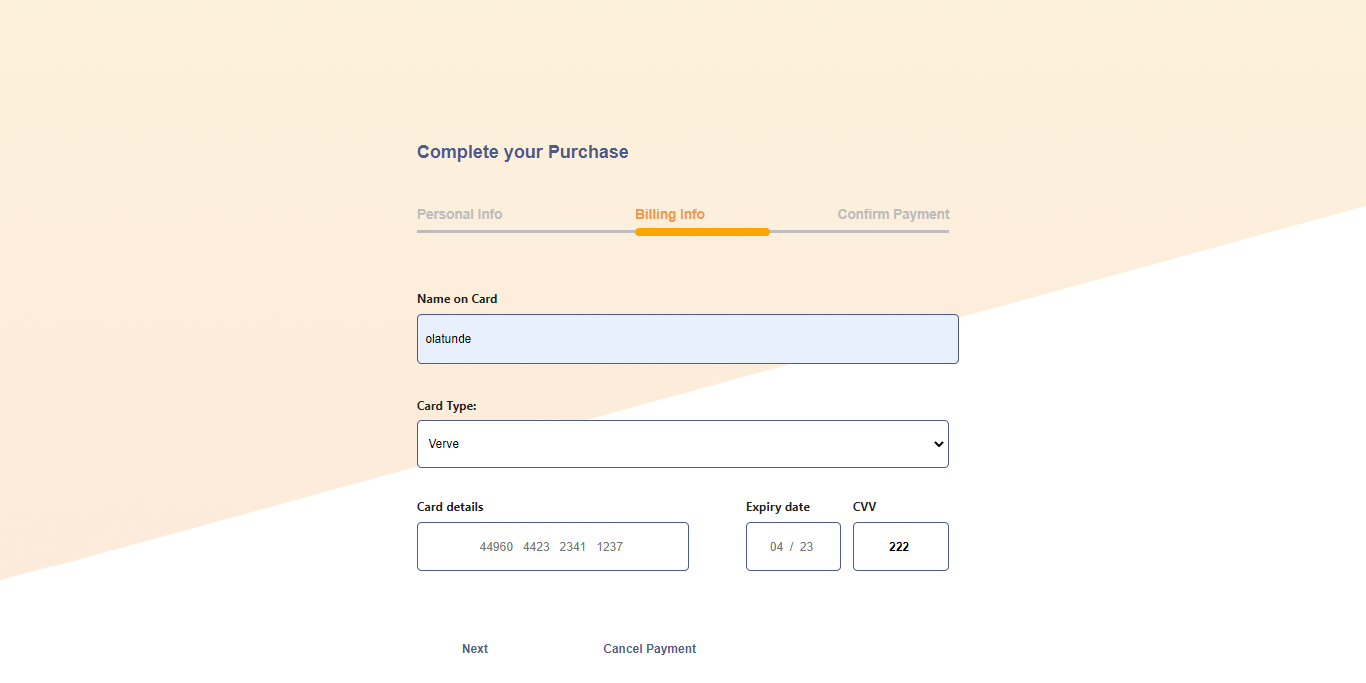 Complete your Purchase
Personal Info Billing Info Confirm Payment
Name on Card
olatunde
Card Type:
Verve
Card details Expiry date CVV
44960 4423 2341 1237 04 / 23 222
Next Cancel Payment